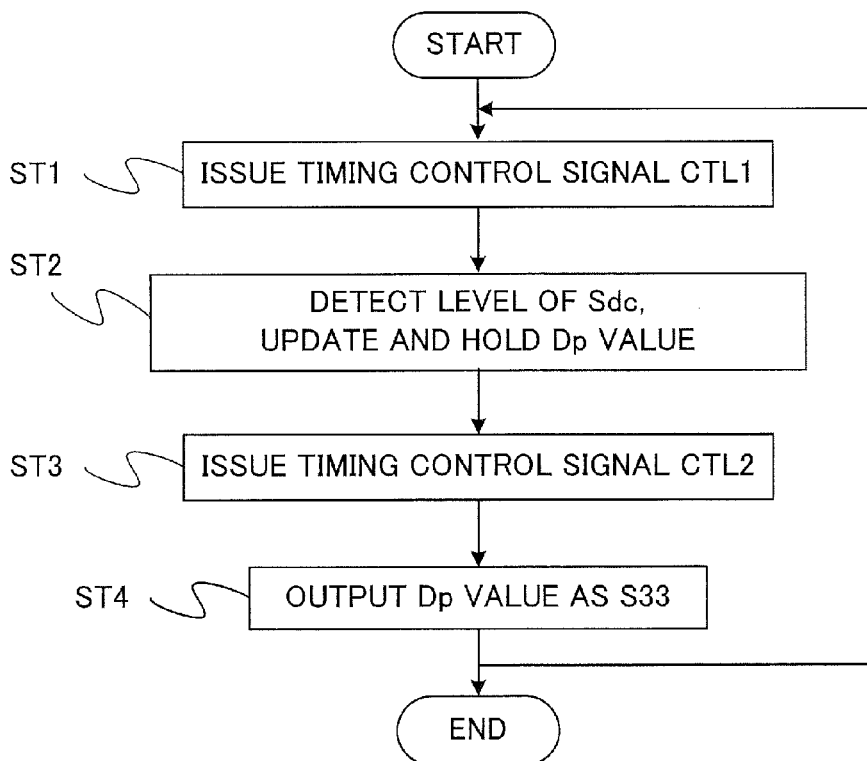 START
ST1
ISSUE TIMING CONTROL SIGNAL CTL1
ST2
DETECT LEVEL OF Sdc,
UPDATE AND HOLD Dp VALUE
ST3
ISSUE TIMING CONTROL SIGNAL CTL2
ST4
OUTPUT Dp VALUE AS S33
END